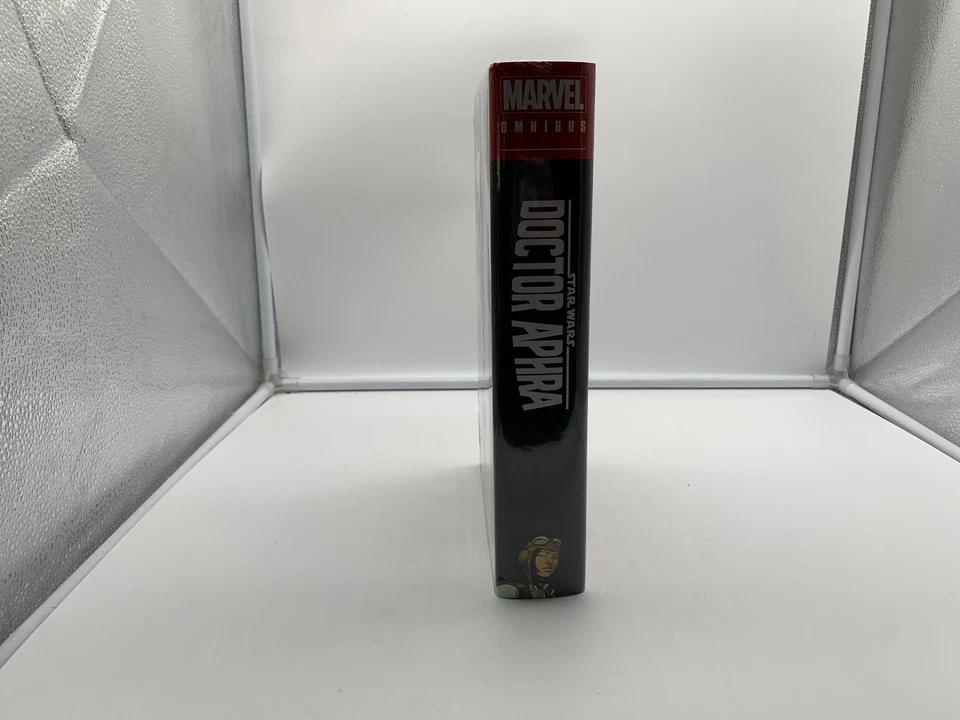 MARVEL
OMNIBUS
STAR WARS
DOCTOR APHRA